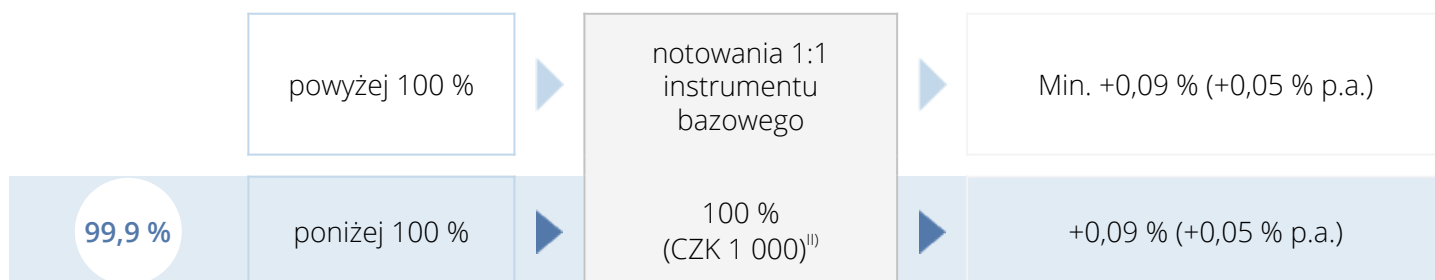 powyżej 100 %
notowania 1:1
instrumentu
bazowego
Min. +0,09 % (+0,05 % p.a.)
99,9 %
poniżej 100 %
100 %
(CZK 1 000)II)
+0,09 % (+0,05 % p.a.)